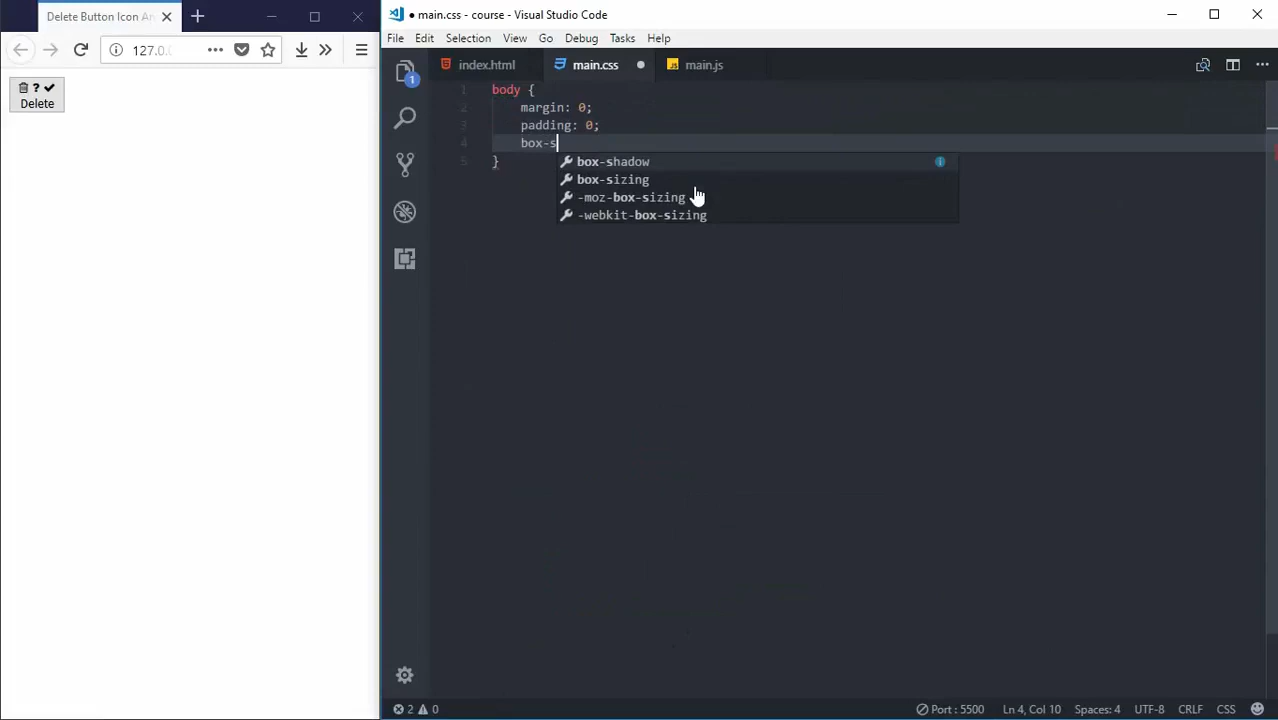 Delete Button Icon An
127.0.0
? Delete
● main.css - course - Visual Studio Code
File Edit Selection View Go Debug Tasks Help
index.html main.css main.js
1
1 body {
2 margin: 0;
3 padding: 0;
4 box-s
5 }
box-shadow
box-sizing
-moz-box-sizing
-webkit-box-sizing
2 0 Port : 5500 Ln 4, Col 10 Spaces: 4 UTF-8 CRLF CSS